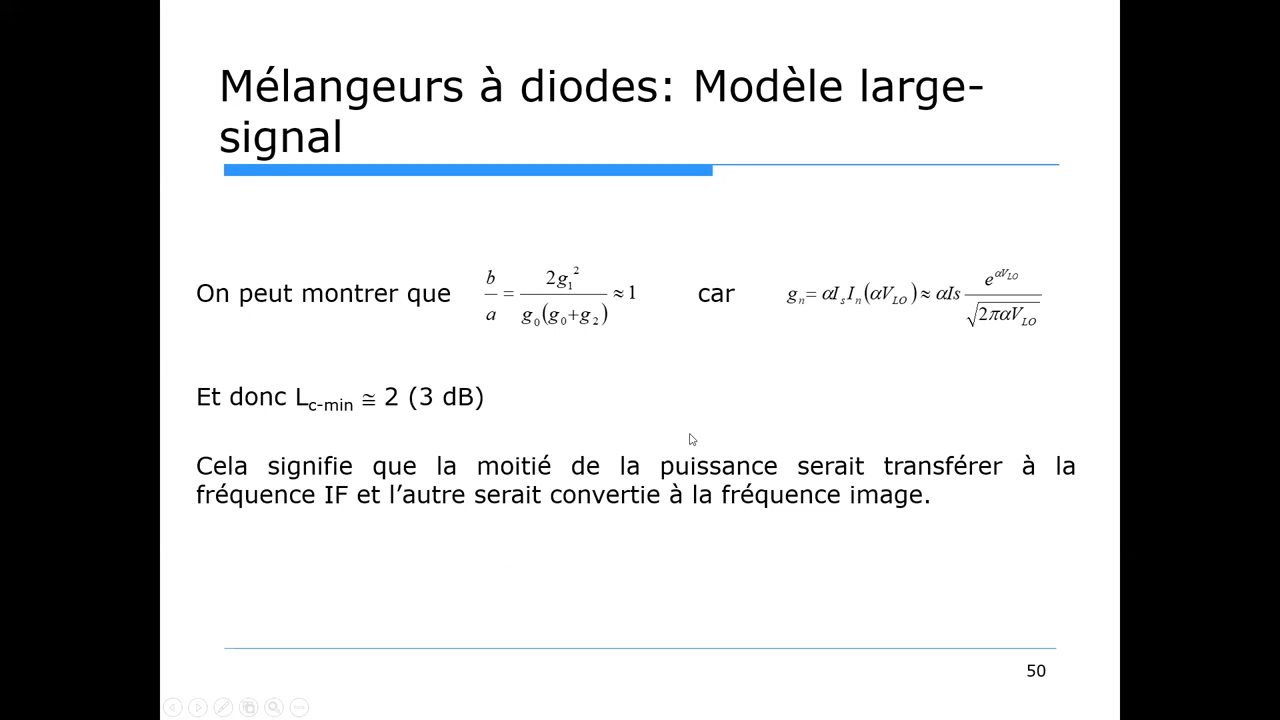 Mélangeurs à diodes: Modèle large-
signal
On peut montrer que b/a = 2g₁²/g₀(g₀+g₂) ≈ 1 car gₙ= αIₛIₙ(αV_LO) ≈ αIs e^{αV_LO}/√(2παV_LO)
Et donc L_c-min ≅ 2 (3 dB)
Cela signifie que la moitié de la puissance serait transférer à la
fréquence IF et l’autre serait convertie à la fréquence image.
50